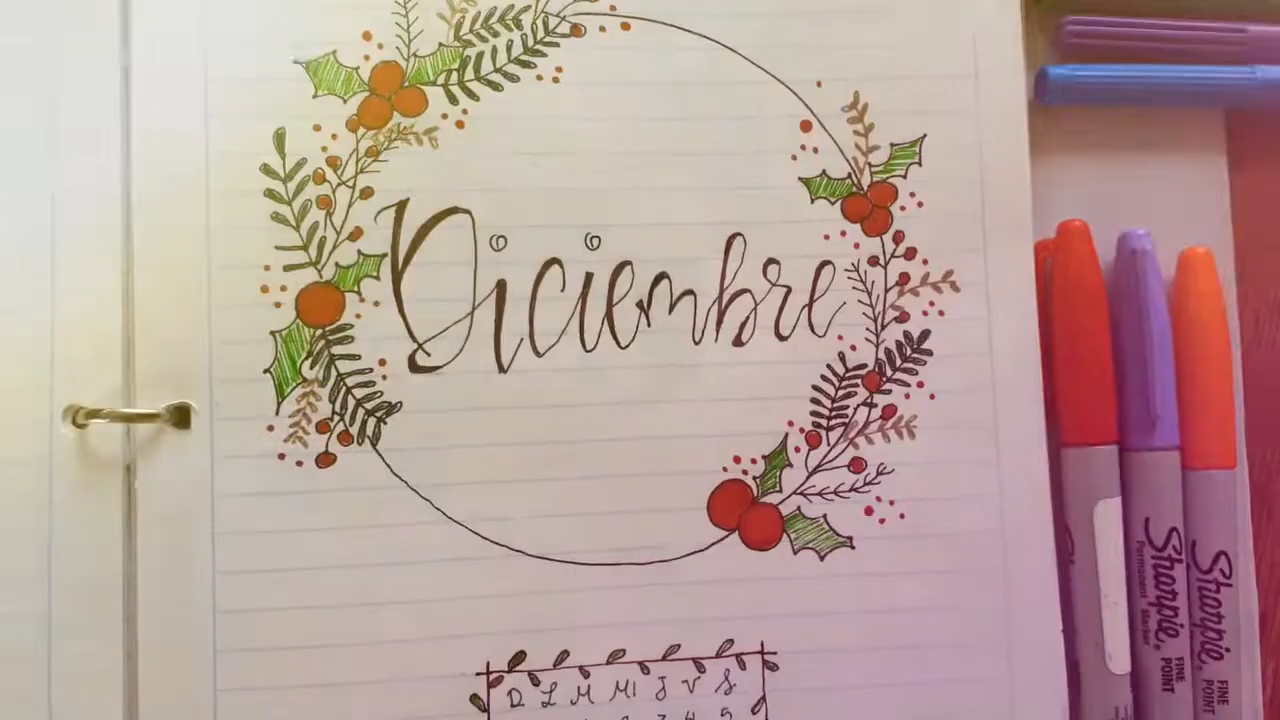 Diciembre
D L M MI J V S
Sharpie
Permanent Marker
FINE POINT
Sharpie
FINE POINT